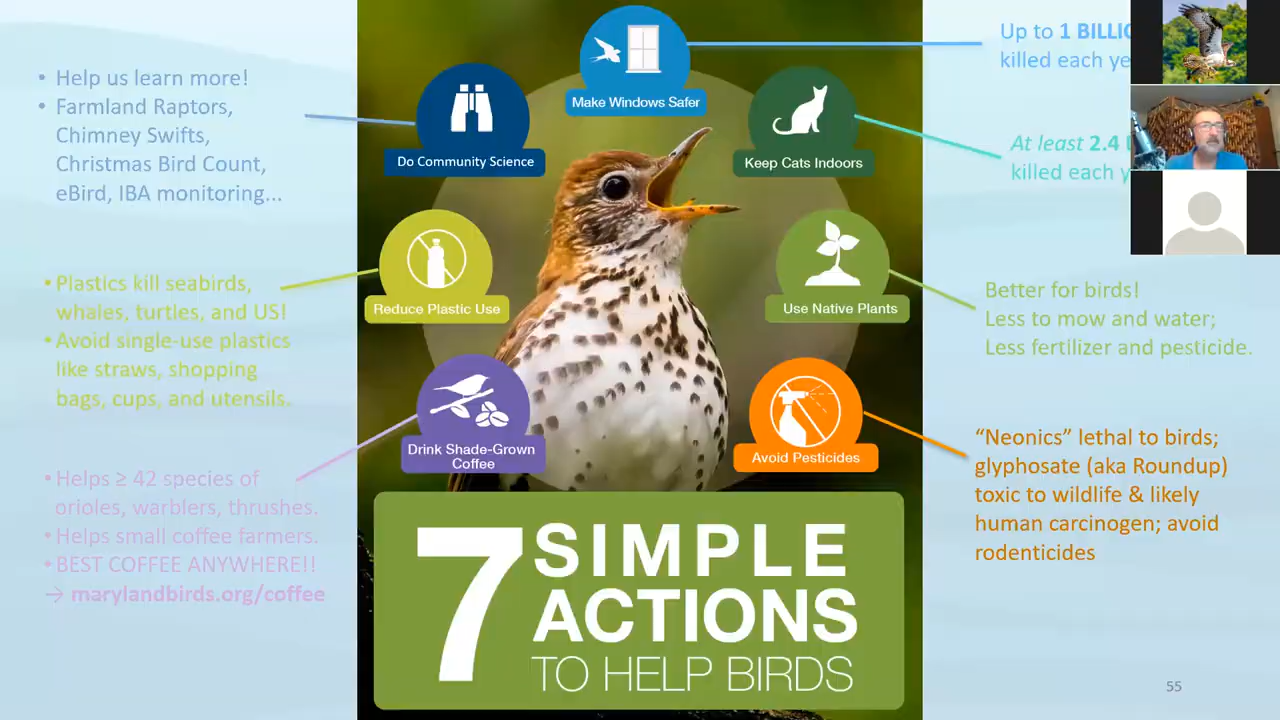 • Help us learn more!
• Farmland Raptors,
Chimney Swifts,
Christmas Bird Count,
eBird, IBA monitoring...
•Plastics kill seabirds,
whales, turtles, and US!
•Avoid single-use plastics
like straws, shopping
bags, cups, and utensils.
•Helps ≥ 42 species of
orioles, warblers, thrushes.
•Helps small coffee farmers.
•BEST COFFEE ANYWHERE!!
→ marylandbirds.org/coffee
Make Windows Safer
Do Community Science
Keep Cats Indoors
Reduce Plastic Use
Use Native Plants
Drink Shade-Grown
Coffee
Avoid Pesticides
7 SIMPLE
ACTIONS
TO HELP BIRDS
Up to 1
killed each
At least 2.4
killed each
Better for birds!
Less to mow and water;
Less fertilizer and pesticide.
“Neonics” lethal to birds;
glyphosate (aka Roundup)
toxic to wildlife & likely
human carcinogen; avoid
rodenticides
55